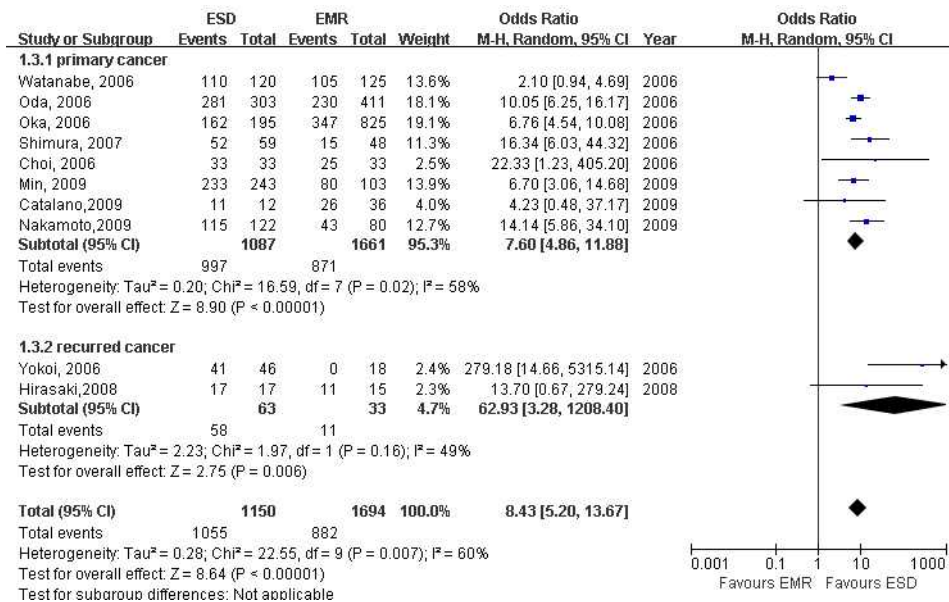 ESD EMR Odds Ratio Odds Ratio
Study or Subgroup Events Total Events Total Weight M-H, Random, 95% CI Year M-H, Random, 95% CI
1.3.1 primary cancer
Watanabe, 2006 110 120 105 125 13.6% 2.10 [0.94, 4.69] 2006
Oda, 2006 281 303 230 411 18.1% 10.05 [6.25, 16.17] 2006
Oka, 2006 162 195 347 825 19.1% 6.76 [4.54, 10.08] 2006
Shimura, 2007 52 59 15 48 11.3% 16.34 [6.03, 44.32] 2006
Choi, 2006 33 33 25 33 2.5% 22.33 [1.23, 405.20] 2006
Min, 2009 233 243 80 103 13.9% 6.70 [3.06, 14.68] 2009
Catalano,2009 11 12 26 36 4.0% 4.23 [0.48, 37.17] 2009
Nakamoto,2009 115 122 43 80 12.7% 14.14 [5.86, 34.10] 2009
Subtotal (95% CI) 1087 1661 95.3% 7.60 [4.86, 11.88]
Total events 997 871
Heterogeneity: Tau² = 0.20; Chi² = 16.59, df = 7 (P = 0.02); I² = 58%
Test for overall effect: Z = 8.90 (P < 0.00001)
1.3.2 recurred cancer
Yokoi, 2006 41 46 0 18 2.4% 279.18 [14.66, 5315.14] 2006
Hirasaki,2008 17 17 11 15 2.3% 13.70 [0.67, 279.24] 2008
Subtotal (95% CI) 63 33 4.7% 62.93 [3.28, 1208.40]
Total events 58 11
Heterogeneity: Tau² = 2.23; Chi² = 1.97, df = 1 (P = 0.16); I² = 49%
Test for overall effect: Z = 2.75 (P = 0.006)
Total (95% CI) 1150 1694 100.0% 8.43 [5.20, 13.67]
Total events 1055 882
Heterogeneity: Tau² = 0.28; Chi² = 22.55, df = 9 (P = 0.007); I² = 60%
Test for overall effect: Z = 8.64 (P < 0.00001)
Test for subgroup differences: Not applicable
0.001 0.1 1 10 1000
Favours EMR Favours ESD